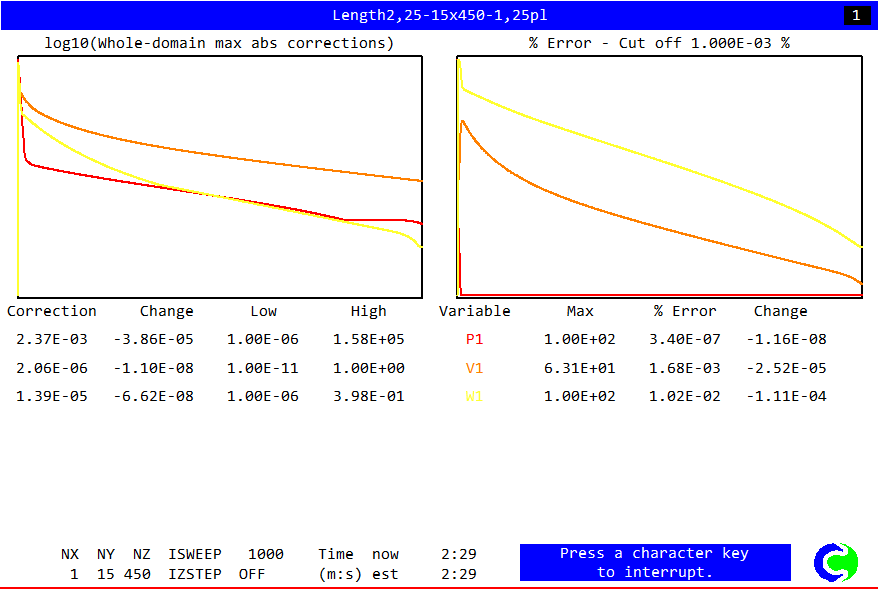 Length2,25-15x450-1,25pl 1
log10(Whole-domain max abs corrections) % Error - Cut off 1.000E-03 %
Correction Change Low High Variable Max % Error Change
2.37E-03 -3.86E-05 1.00E-06 1.58E+05 P1 1.00E+02 3.40E-07 -1.16E-08
2.06E-06 -1.10E-08 1.00E-11 1.00E+00 V1 6.31E+01 1.68E-03 -2.52E-05
1.39E-05 -6.62E-08 1.00E-06 3.98E-01 W1 1.00E+02 1.02E-02 -1.11E-04
NX NY NZ ISWEEP 1000 Time now 2:29 Press a character key
1 15 450 IZSTEP OFF (m:s) est 2:29 to interrupt.